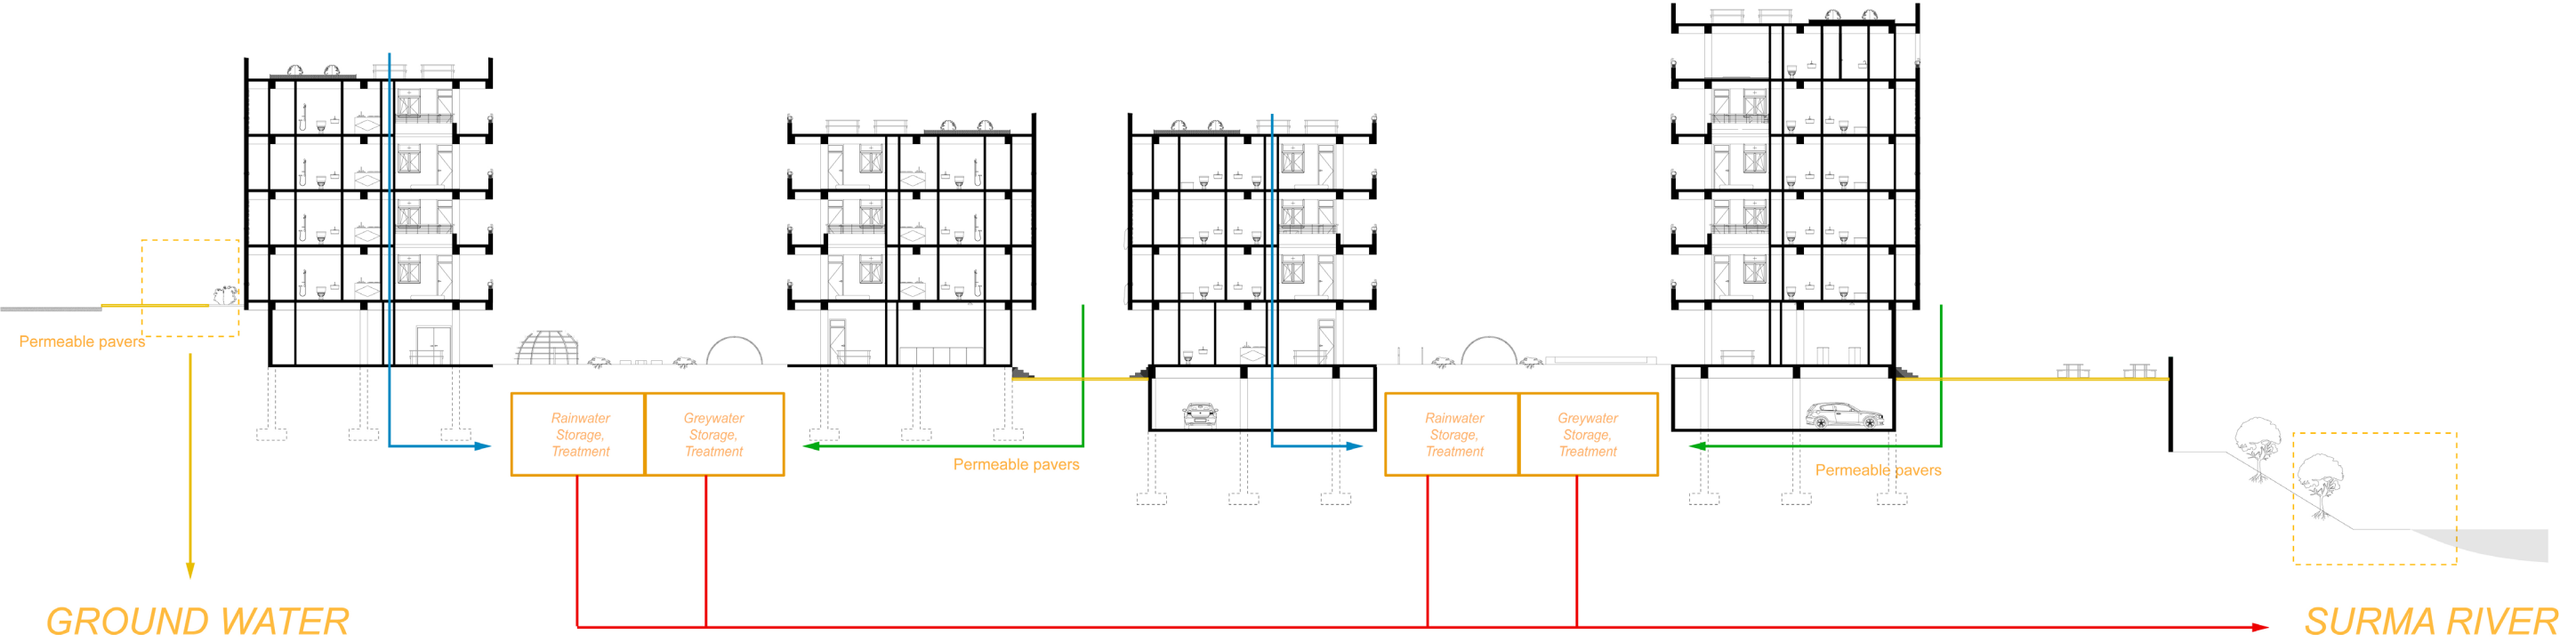 Permeable pavers
Rainwater
Storage,
Treatment
Greywater
Storage,
Treatment
Permeable pavers
Rainwater
Storage,
Treatment
Greywater
Storage,
Treatment
Permeable pavers
GROUND WATER
SURMA RIVER